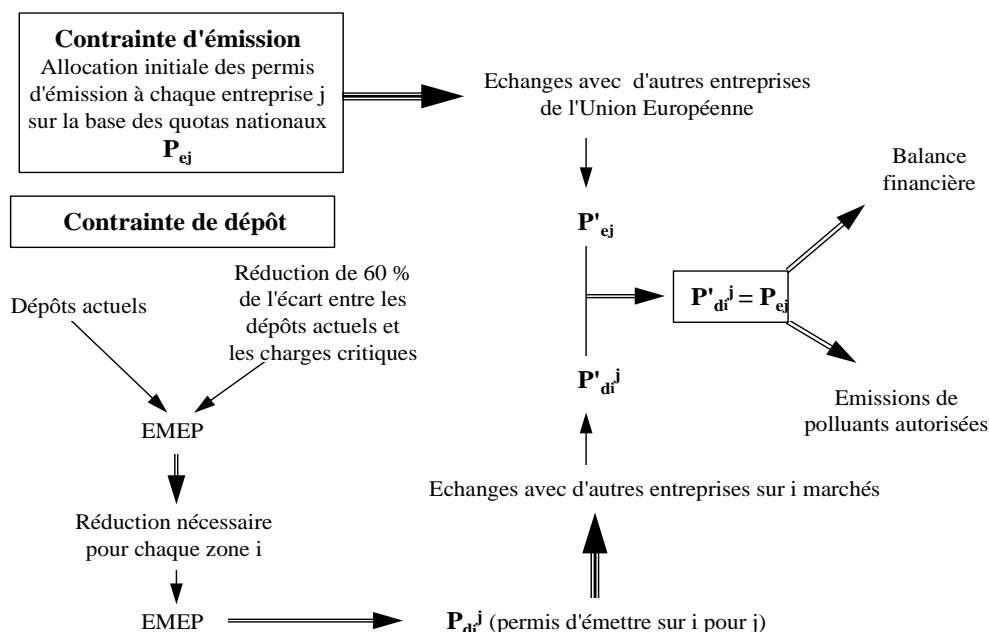 Contrainte d'émission
Allocation initiale des permis
d'émission à chaque entreprise j
sur la base des quotas nationaux
Pej
Echanges avec d'autres entreprises
de l'Union Européenne
Balance
financière
P'ej
Contrainte de dépôt
Dépôts actuels
Réduction de 60 %
de l'écart entre les
dépôts actuels et
les charges critiques
P'di j = Pej
P'di j
Emissions de
polluants autorisées
EMEP
Echanges avec d'autres entreprises sur i marchés
Réduction nécessaire
pour chaque zone i
EMEP
Pdi j (permis d'émettre sur i pour j)